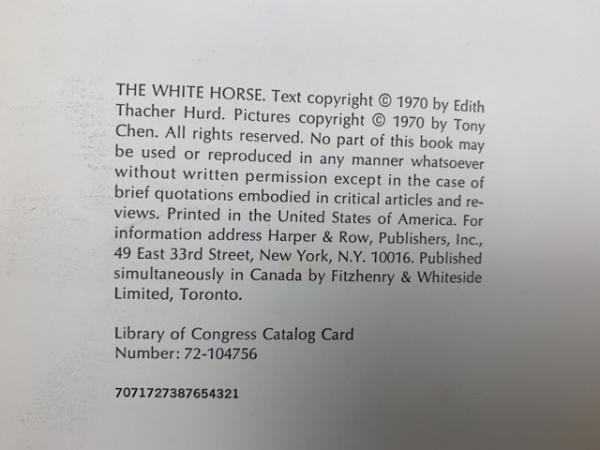 THE WHITE HORSE. Text copyright © 1970 by Edith
Thacher Hurd. Pictures copyright © 1970 by Tony
Chen. All rights reserved. No part of this book may
be used or reproduced in any manner whatsoever
without written permission except in the case of
brief quotations embodied in critical articles and re-
views. Printed in the United States of America. For
information address Harper & Row, Publishers, Inc.,
49 East 33rd Street, New York, N.Y. 10016. Published
simultaneously in Canada by Fitzhenry & Whiteside
Limited, Toronto.
Library of Congress Catalog Card
Number: 72-104756
7071727387654321